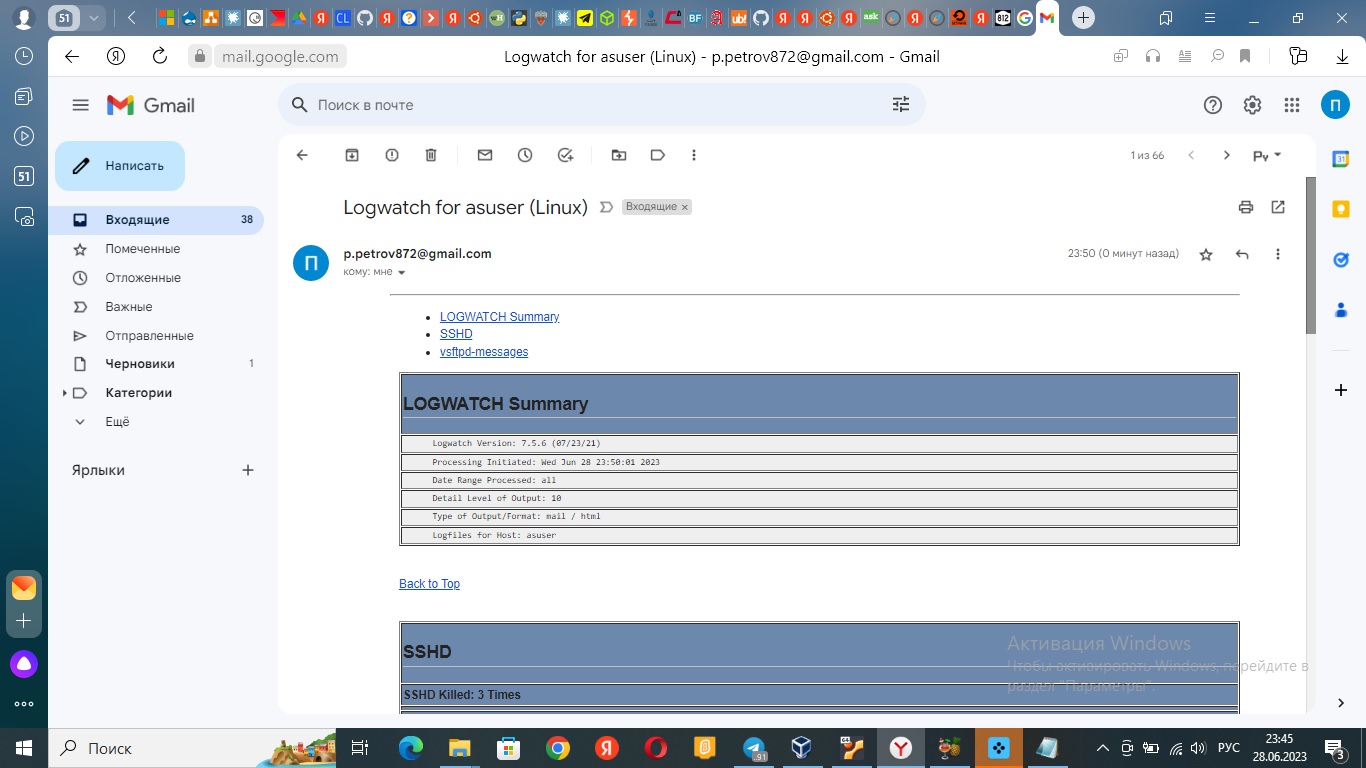 51
mail.google.com
Logwatch for asuser (Linux) - p.petrov872@gmail.com - Gmail
Gmail
Поиск в почте
П
Написать
1 из 66
Входящие 38
Помеченные
Отложенные
Важные
Отправленные
Черновики 1
Категории
Ещё
Ярлыки
Logwatch for asuser (Linux)
Входящие ×
П
p.petrov872@gmail.com
23:50 (0 минут назад)
кому: мне
LOGWATCH Summary
SSHD
vsftpd-messages
LOGWATCH Summary
Logwatch Version: 7.5.6 (07/23/21)
Processing Initiated: Wed Jun 28 23:50:01 2023
Date Range Processed: all
Detail Level of Output: 10
Type of Output/Format: mail / html
Logfiles for Host: asuser
Back to Top
SSHD
SSHD Killed: 3 Times
Активация Windows
Чтобы активировать Windows, перейдите в
раздел "Параметры".
51
31
Поиск
91
РУС
23:45
28.06.2023
3